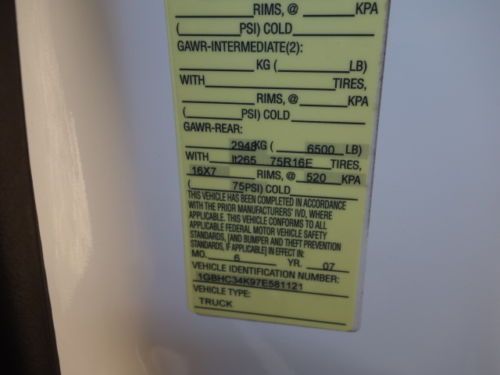 RIMS, @ KPA
( PSI) COLD
GAWR-INTERMEDIATE(2):
KG ( LB)
WITH TIRES,
RIMS, @ KPA
( PSI) COLD
GAWR-REAR:
2948 KG ( 6500 LB)
WITH lt265 75R16E TIRES,
16X7 RIMS, @ 520 KPA
( 75PSI) COLD
THIS VEHICLE HAS BEEN COMPLETED IN ACCORDANCE
WITH THE PRIOR MANUFACTURERS' IVD, WHERE
APPLICABLE. THIS VEHICLE CONFORMS TO ALL
APPLICABLE FEDERAL MOTOR VEHICLE SAFETY
STANDARDS, [AND BUMPER AND THEFT PREVENTION
STANDARDS, IF APPLICABLE] IN EFFECT IN:
MO. 6 YR. 07
VEHICLE IDENTIFICATION NUMBER:
1GBHC34K97E581121
VEHICLE TYPE:
TRUCK